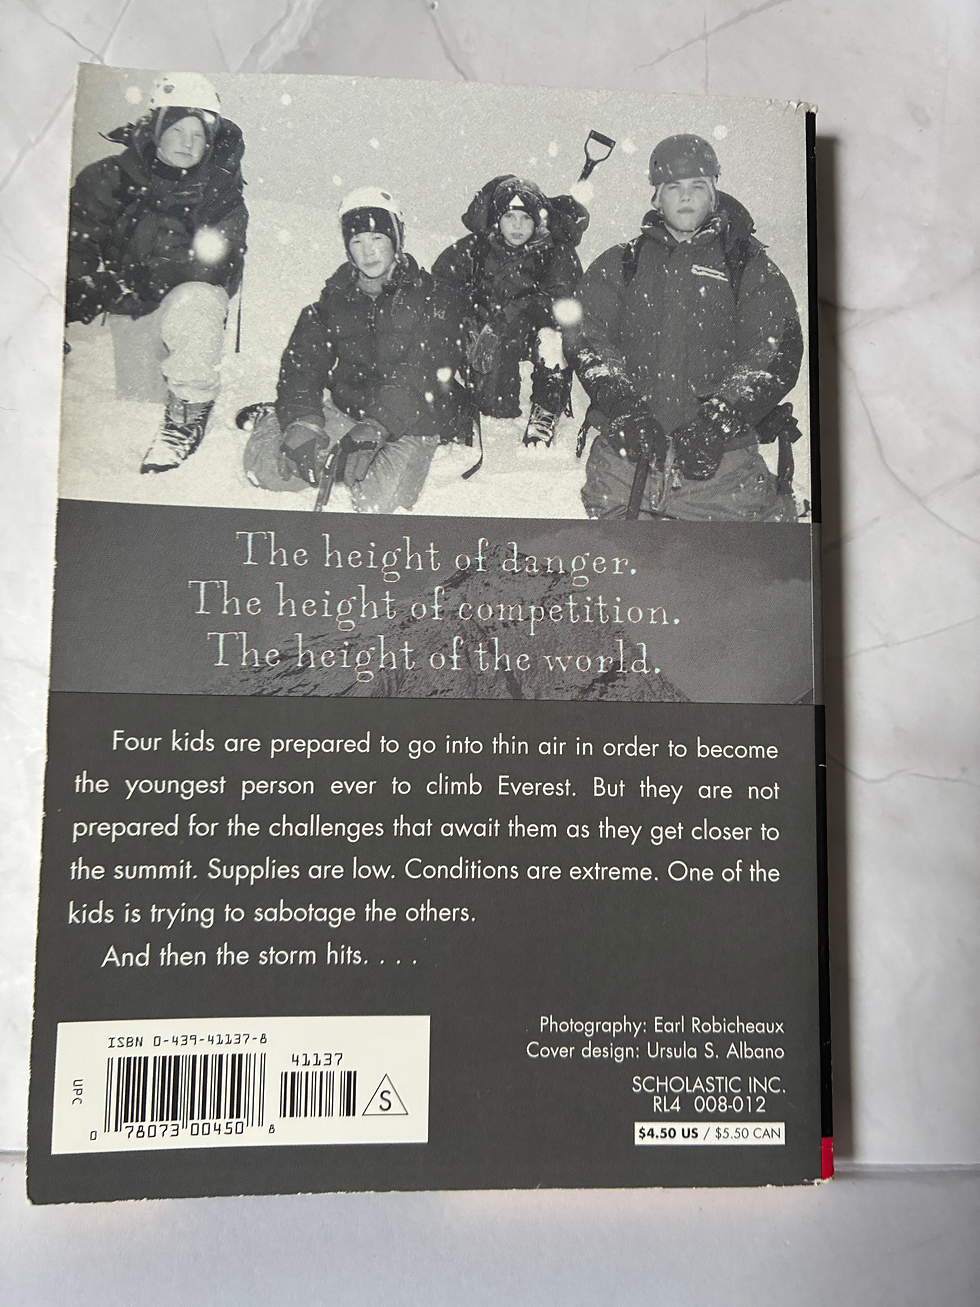 The height of danger.
The height of competition.
The height of the world.
Four kids are prepared to go into thin air in order to become
the youngest person ever to climb Everest. But they are not
prepared for the challenges that await them as they get closer to
the summit. Supplies are low. Conditions are extreme. One of the
kids is trying to sabotage the others.
And then the storm hits. . . .
ISBN 0-439-41137-8
41137
UPC
S
0 78073 00450 8
Photography: Earl Robicheaux
Cover design: Ursula S. Albano
SCHOLASTIC INC.
RL4 008-012
$4.50 US / $5.50 CAN